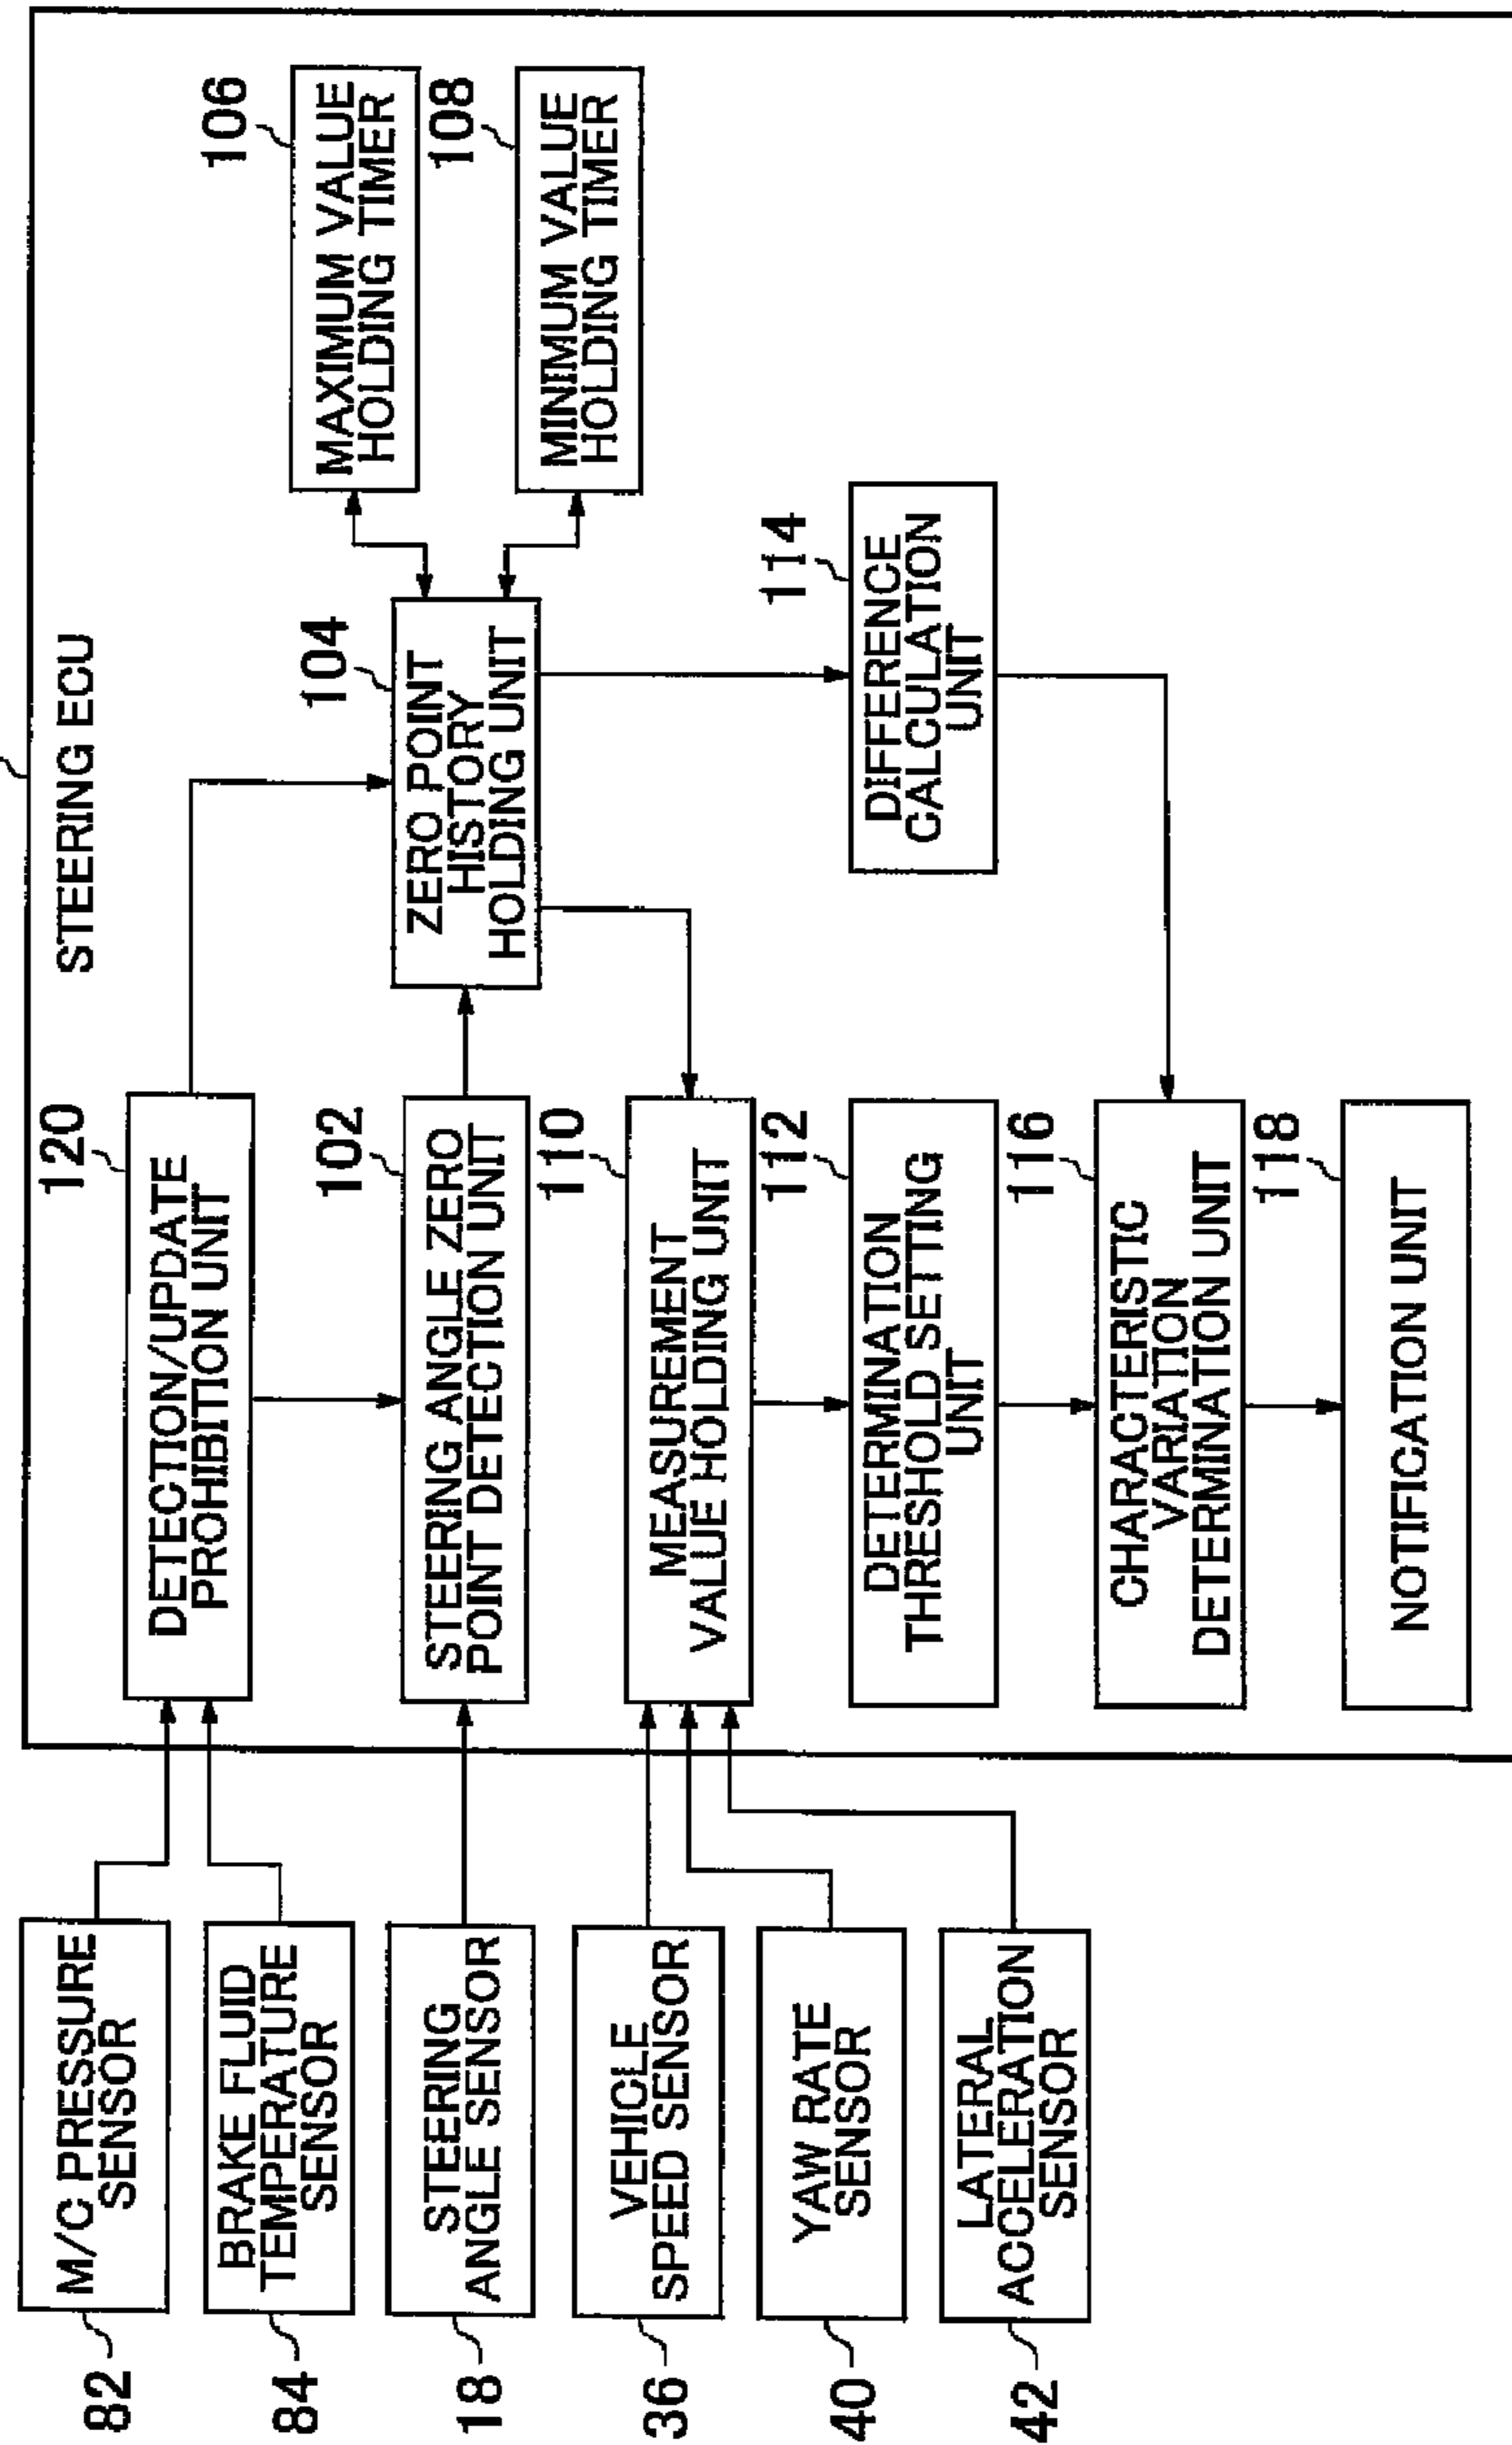 STEERING ECU
82
M/C PRESSURE
SENSOR
84
BRAKE FLUID
TEMPERATURE
SENSOR
18
STEERING
ANGLE SENSOR
36
VEHICLE
SPEED SENSOR
40
YAW RATE
SENSOR
42
LATERAL
ACCELERATION
SENSOR
120
DETECTION/UPDATE
PROHIBITION UNIT
102
STEERING ANGLE ZERO
POINT DETECTION UNIT
110
MEASUREMENT
VALUE HOLDING UNIT
112
DETERMINATION
THRESHOLD SETTING
UNIT
116
CHARACTERISTIC
VARIATION
DETERMINATION UNIT
118
NOTIFICATION UNIT
104
ZERO POINT
HISTORY
HOLDING UNIT
114
DIFFERENCE
CALCULATION
UNIT
106
MAXIMUM VALUE
HOLDING TIMER
108
MINIMUM VALUE
HOLDING TIMER